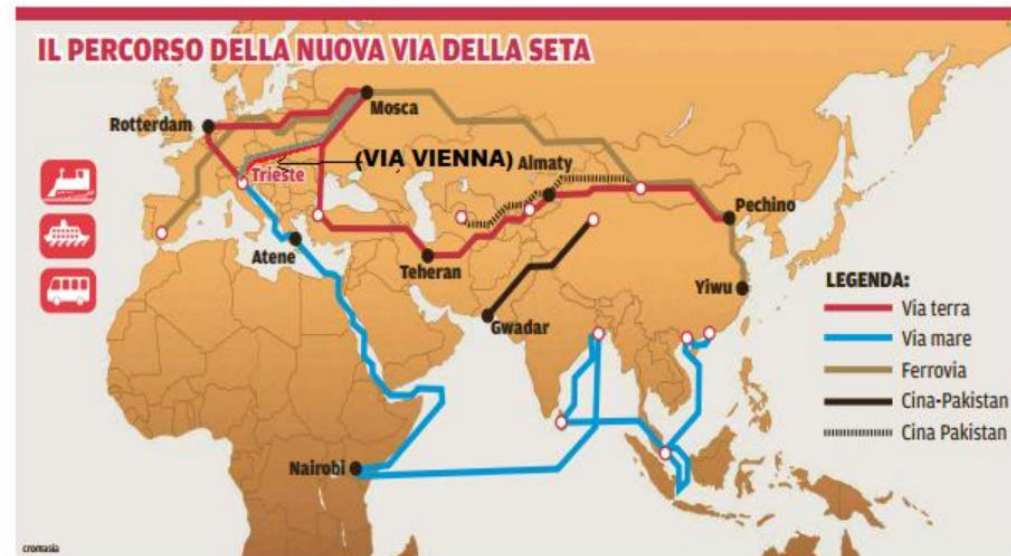 IL PERCORSO DELLA NUOVA VIA DELLA SETA
Mosca
Rotterdam
(VIA VIENNA)
Almaty
Trieste
Pechino
Atene
Teheran
Yiwu
Gwadar
Nairobi
LEGENDA:
Via terra
Via mare
Ferrovia
Cina-Pakistan
Cina Pakistan
cromasia